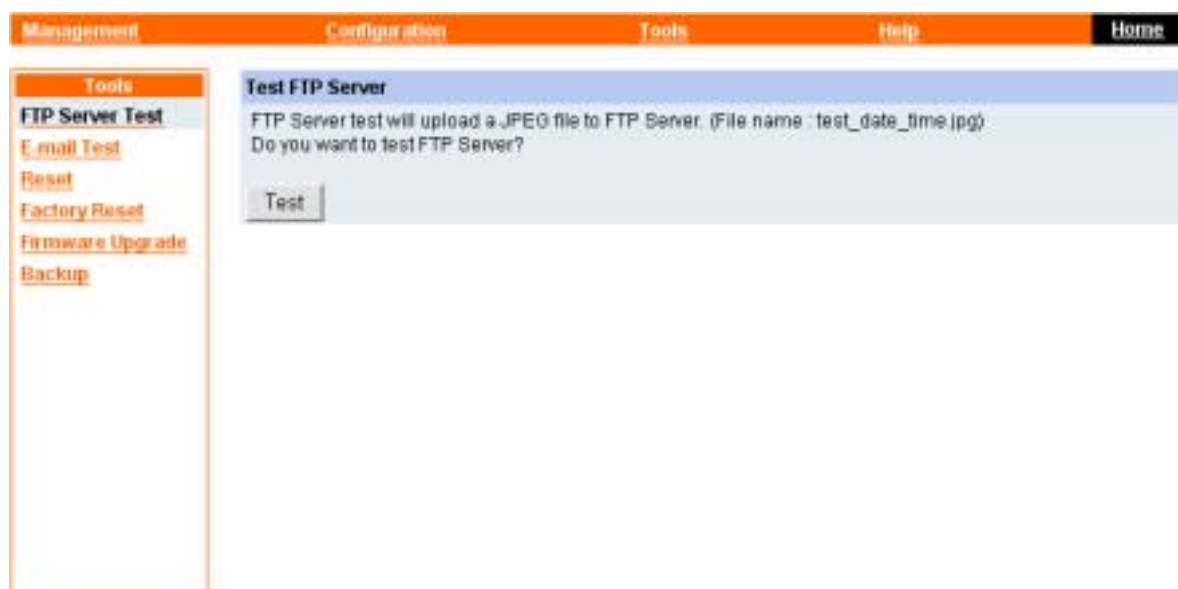 Management Configuration Tools Help Home
Tools
FTP Server Test
E-mail Test
Reset
Factory Reset
Firmware Upgrade
Backup
Test FTP Server
FTP Server test will upload a JPEG file to FTP Server. (File name : test_date_time.jpg)
Do you want to test FTP Server?
Test